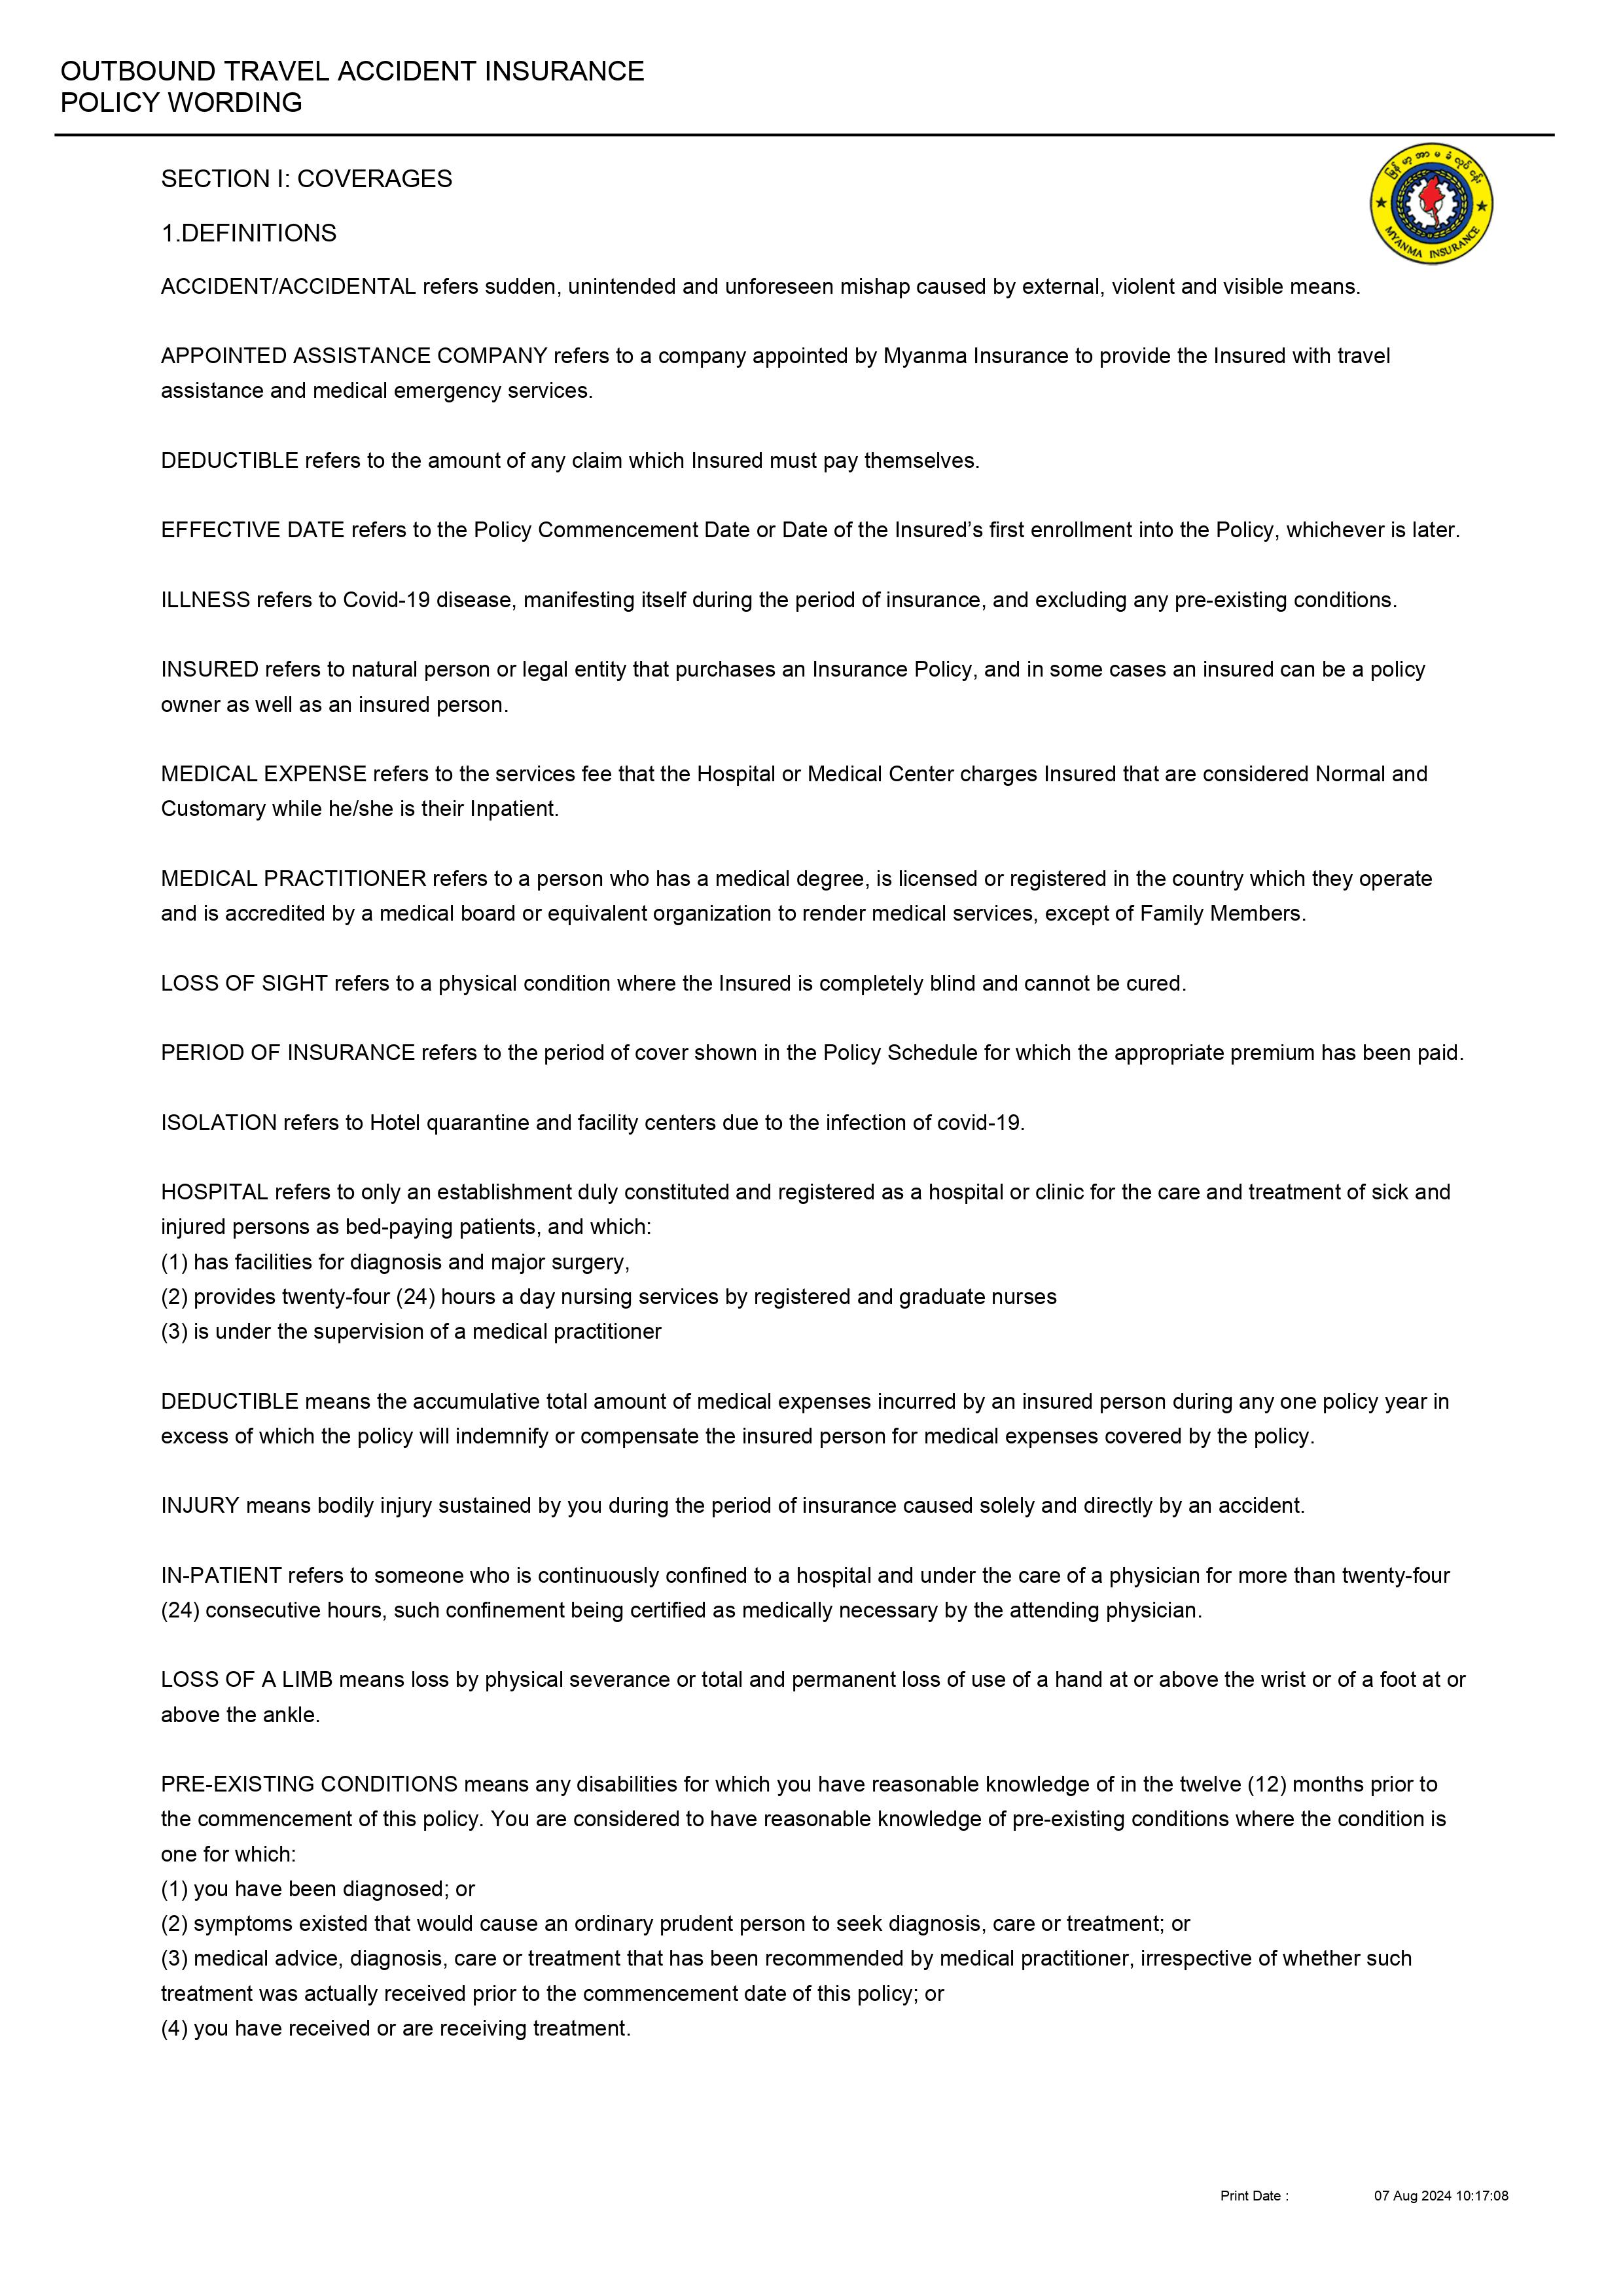 OUTBOUND TRAVEL ACCIDENT INSURANCE
POLICY WORDING
SECTION I: COVERAGES
မြန်မာ့အာမခံလုပ်ငန်း
MYANMA INSURANCE
1.DEFINITIONS
ACCIDENT/ACCIDENTAL refers sudden, unintended and unforeseen mishap caused by external, violent and visible means.
APPOINTED ASSISTANCE COMPANY refers to a company appointed by Myanma Insurance to provide the Insured with travel
assistance and medical emergency services.
DEDUCTIBLE refers to the amount of any claim which Insured must pay themselves.
EFFECTIVE DATE refers to the Policy Commencement Date or Date of the Insured’s first enrollment into the Policy, whichever is later.
ILLNESS refers to Covid-19 disease, manifesting itself during the period of insurance, and excluding any pre-existing conditions.
INSURED refers to natural person or legal entity that purchases an Insurance Policy, and in some cases an insured can be a policy
owner as well as an insured person.
MEDICAL EXPENSE refers to the services fee that the Hospital or Medical Center charges Insured that are considered Normal and
Customary while he/she is their Inpatient.
MEDICAL PRACTITIONER refers to a person who has a medical degree, is licensed or registered in the country which they operate
and is accredited by a medical board or equivalent organization to render medical services, except of Family Members.
LOSS OF SIGHT refers to a physical condition where the Insured is completely blind and cannot be cured.
PERIOD OF INSURANCE refers to the period of cover shown in the Policy Schedule for which the appropriate premium has been paid.
ISOLATION refers to Hotel quarantine and facility centers due to the infection of covid-19.
HOSPITAL refers to only an establishment duly constituted and registered as a hospital or clinic for the care and treatment of sick and
injured persons as bed-paying patients, and which:
(1) has facilities for diagnosis and major surgery,
(2) provides twenty-four (24) hours a day nursing services by registered and graduate nurses
(3) is under the supervision of a medical practitioner
DEDUCTIBLE means the accumulative total amount of medical expenses incurred by an insured person during any one policy year in
excess of which the policy will indemnify or compensate the insured person for medical expenses covered by the policy.
INJURY means bodily injury sustained by you during the period of insurance caused solely and directly by an accident.
IN-PATIENT refers to someone who is continuously confined to a hospital and under the care of a physician for more than twenty-four
(24) consecutive hours, such confinement being certified as medically necessary by the attending physician.
LOSS OF A LIMB means loss by physical severance or total and permanent loss of use of a hand at or above the wrist or of a foot at or
above the ankle.
PRE-EXISTING CONDITIONS means any disabilities for which you have reasonable knowledge of in the twelve (12) months prior to
the commencement of this policy. You are considered to have reasonable knowledge of pre-existing conditions where the condition is
one for which:
(1) you have been diagnosed; or
(2) symptoms existed that would cause an ordinary prudent person to seek diagnosis, care or treatment; or
(3) medical advice, diagnosis, care or treatment that has been recommended by medical practitioner, irrespective of whether such
treatment was actually received prior to the commencement date of this policy; or
(4) you have received or are receiving treatment.
Print Date : 07 Aug 2024 10:17:08